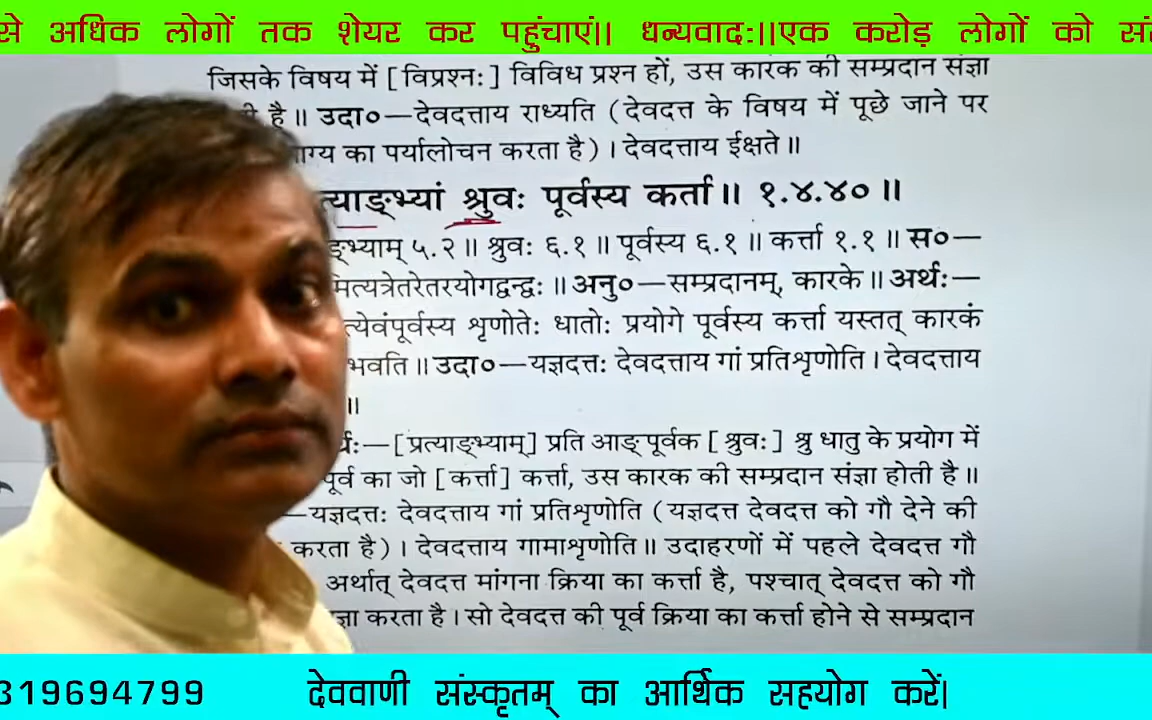 से अधिक लोगों तक शेयर कर पहुंचाएं|| धन्यवादः||एक करोड़ लोगों को
जिसके विषय में [विप्रश्नः] विविध प्रश्न हों, उस कारक की सम्प्रदान संज्ञा
है॥ उदा०—देवदत्ताय राध्यति (देवदत्त के विषय में पूछे जाने पर
का पर्यालोचन करता है)। देवदत्ताय ईक्षते॥
त्याङ्भ्यां श्रुवः पूर्वस्य कर्ता॥ १.४.४०॥
ङ्भ्याम् ५.२॥ श्रुवः ६.१॥ पूर्वस्य ६.१॥ कर्त्ता १.१॥ स०—
मित्यत्रेतरेतरयोगद्वन्द्वः॥ अनु०—सम्प्रदानम्, कारके॥ अर्थः—
त्येवंपूर्वस्य शृणोतेः धातोः प्रयोगे पूर्वस्य कर्त्ता यस्तत् कारकं
भवति॥ उदा०—यज्ञदत्तः देवदत्ताय गां प्रतिशृणोति। देवदत्ताय
॥
र्थः—[प्रत्याङ्भ्याम्] प्रति आङ्पूर्वक [श्रुवः] श्रु धातु के प्रयोग में
पूर्व का जो [कर्त्ता] कर्त्ता, उस कारक की सम्प्रदान संज्ञा होती है॥
—यज्ञदत्तः देवदत्ताय गां प्रतिशृणोति (यज्ञदत्त देवदत्त को गौ देने की
करता है)। देवदत्ताय गामाशृणोति॥ उदाहरणों में पहले देवदत्त गौ
अर्थात् देवदत्त मांगना क्रिया का कर्त्ता है, पश्चात् देवदत्त को गौ
ज्ञा करता है। सो देवदत्त की पूर्व क्रिया का कर्त्ता होने से सम्प्रदान
319694799 देववाणी संस्कृतम् का आर्थिक सहयोग करें|